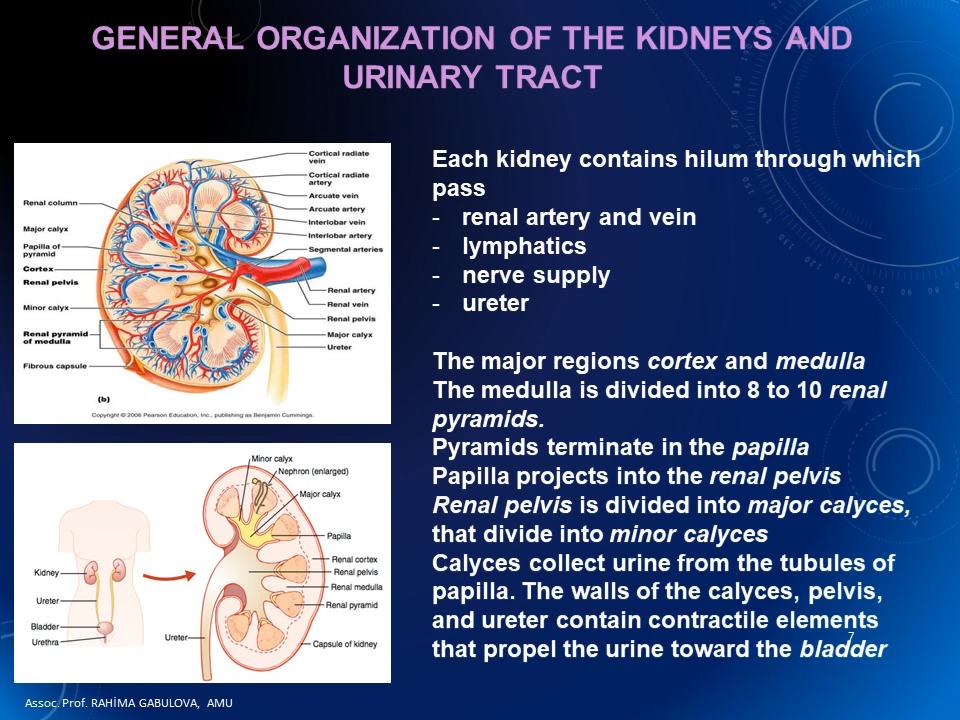 GENERAL ORGANIZATION OF THE KIDNEYS AND
URINARY TRACT
Cortical radiate
vein
Cortical radiate
artery
Arcuate vein
Arcuate artery
Interlobar vein
Interlobar artery
Segmental arteries
Renal artery
Renal vein
Renal pelvis
Major calyx
Ureter
Renal column
Major calyx
Papilla of
pyramid
Cortex
Renal pelvis
Minor calyx
Renal pyramid
of medulla
Fibrous capsule
(b)
Copyright © 2006 Pearson Education, Inc., publishing as Benjamin Cummings.
Minor calyx
Nephron (enlarged)
Major calyx
Papilla
Renal cortex
Renal pelvis
Renal medulla
Renal pyramid
Capsule of kidney
Ureter
Kidney
Ureter
Bladder
Urethra
Each kidney contains hilum through which
pass
- renal artery and vein
- lymphatics
- nerve supply
- ureter
The major regions cortex and medulla
The medulla is divided into 8 to 10 renal
pyramids.
Pyramids terminate in the papilla
Papilla projects into the renal pelvis
Renal pelvis is divided into major calyces,
that divide into minor calyces
Calyces collect urine from the tubules of
papilla. The walls of the calyces, pelvis,
and ureter contain contractile elements
that propel the urine toward the bladder
7
Assoc. Prof. RAHİMA GABULOVA, AMU